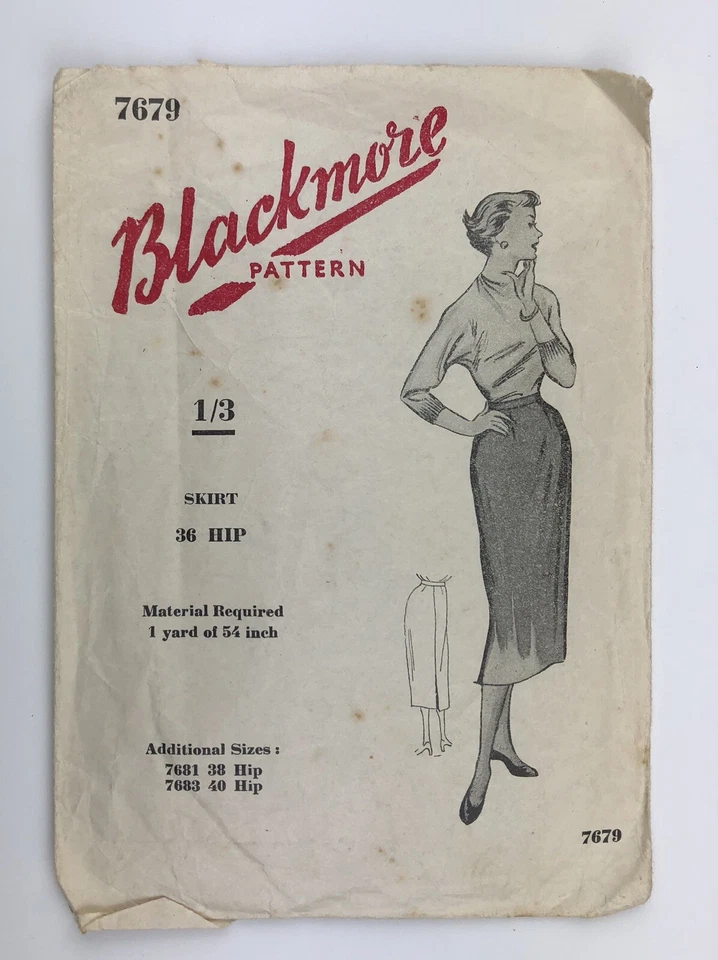 7679
Blackmore
PATTERN
1/3
SKIRT
36 HIP
Material Required
1 yard of 54 inch
Additional Sizes :
7681 38 Hip
7683 40 Hip
7679